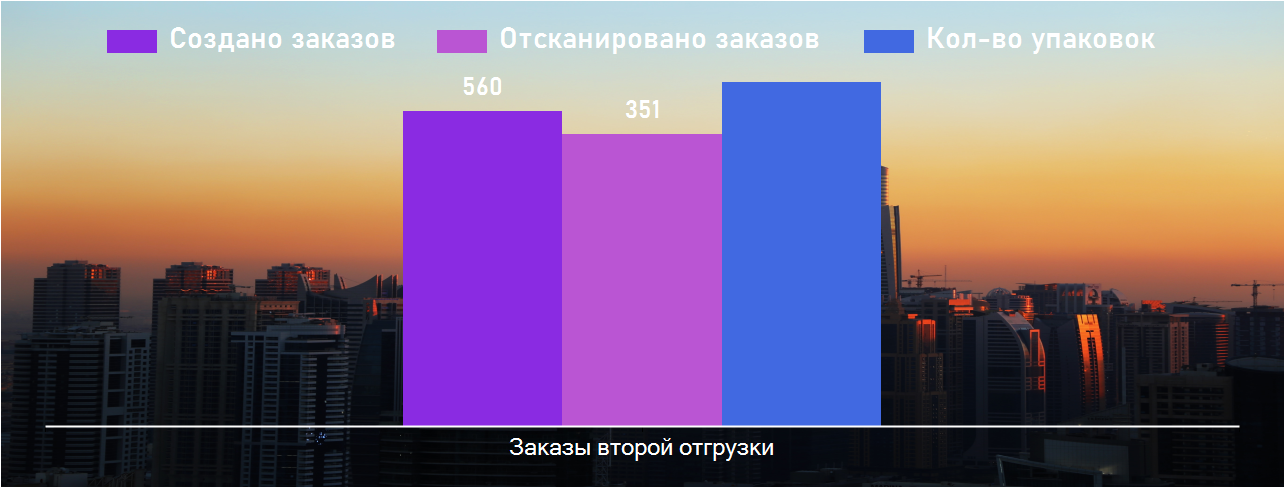 Создано заказов Отсканировано заказов Кол-во упаковок
560
351
Заказы второй отгрузки